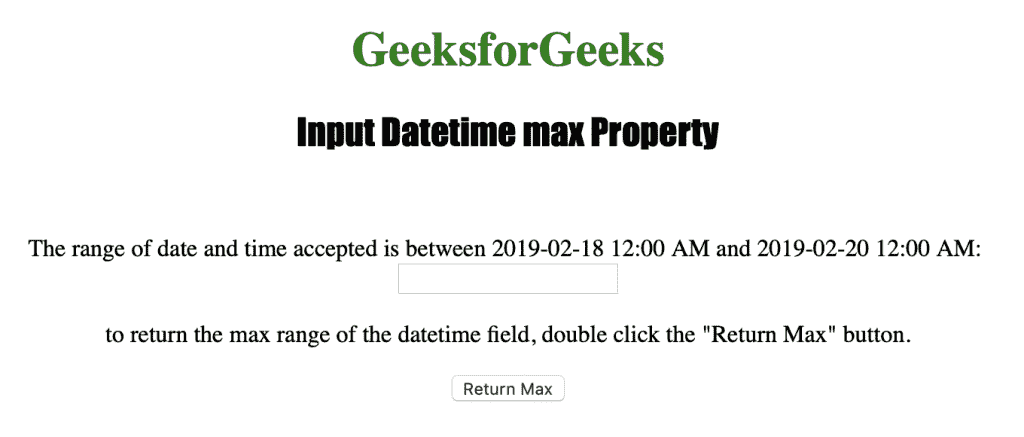 GeeksforGeeks
Input Datetime max Property
The range of date and time accepted is between 2019-02-18 12:00 AM and 2019-02-20 12:00 AM:
to return the max range of the datetime field, double click the "Return Max" button.
Return Max